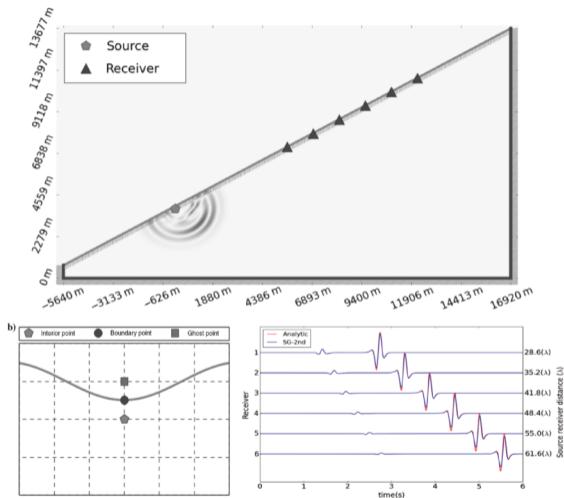 Source
Receiver
13677 m
11397 m
9118 m
6838 m
4559 m
2279 m
0 m
−5640 m
−3133 m
−626 m
1880 m
4386 m
6893 m
9400 m
11906 m
14413 m
16920 m
b)
Interior point
Boundary point
Ghost point
Analytic
SG-2nd
Receiver
1
2
3
4
5
6
28.6(λ)
35.2(λ)
41.8(λ)
48.4(λ)
55.0(λ)
61.6(λ)
Source receiver distance (λ)
0
1
2
3
4
5
6
time(s)